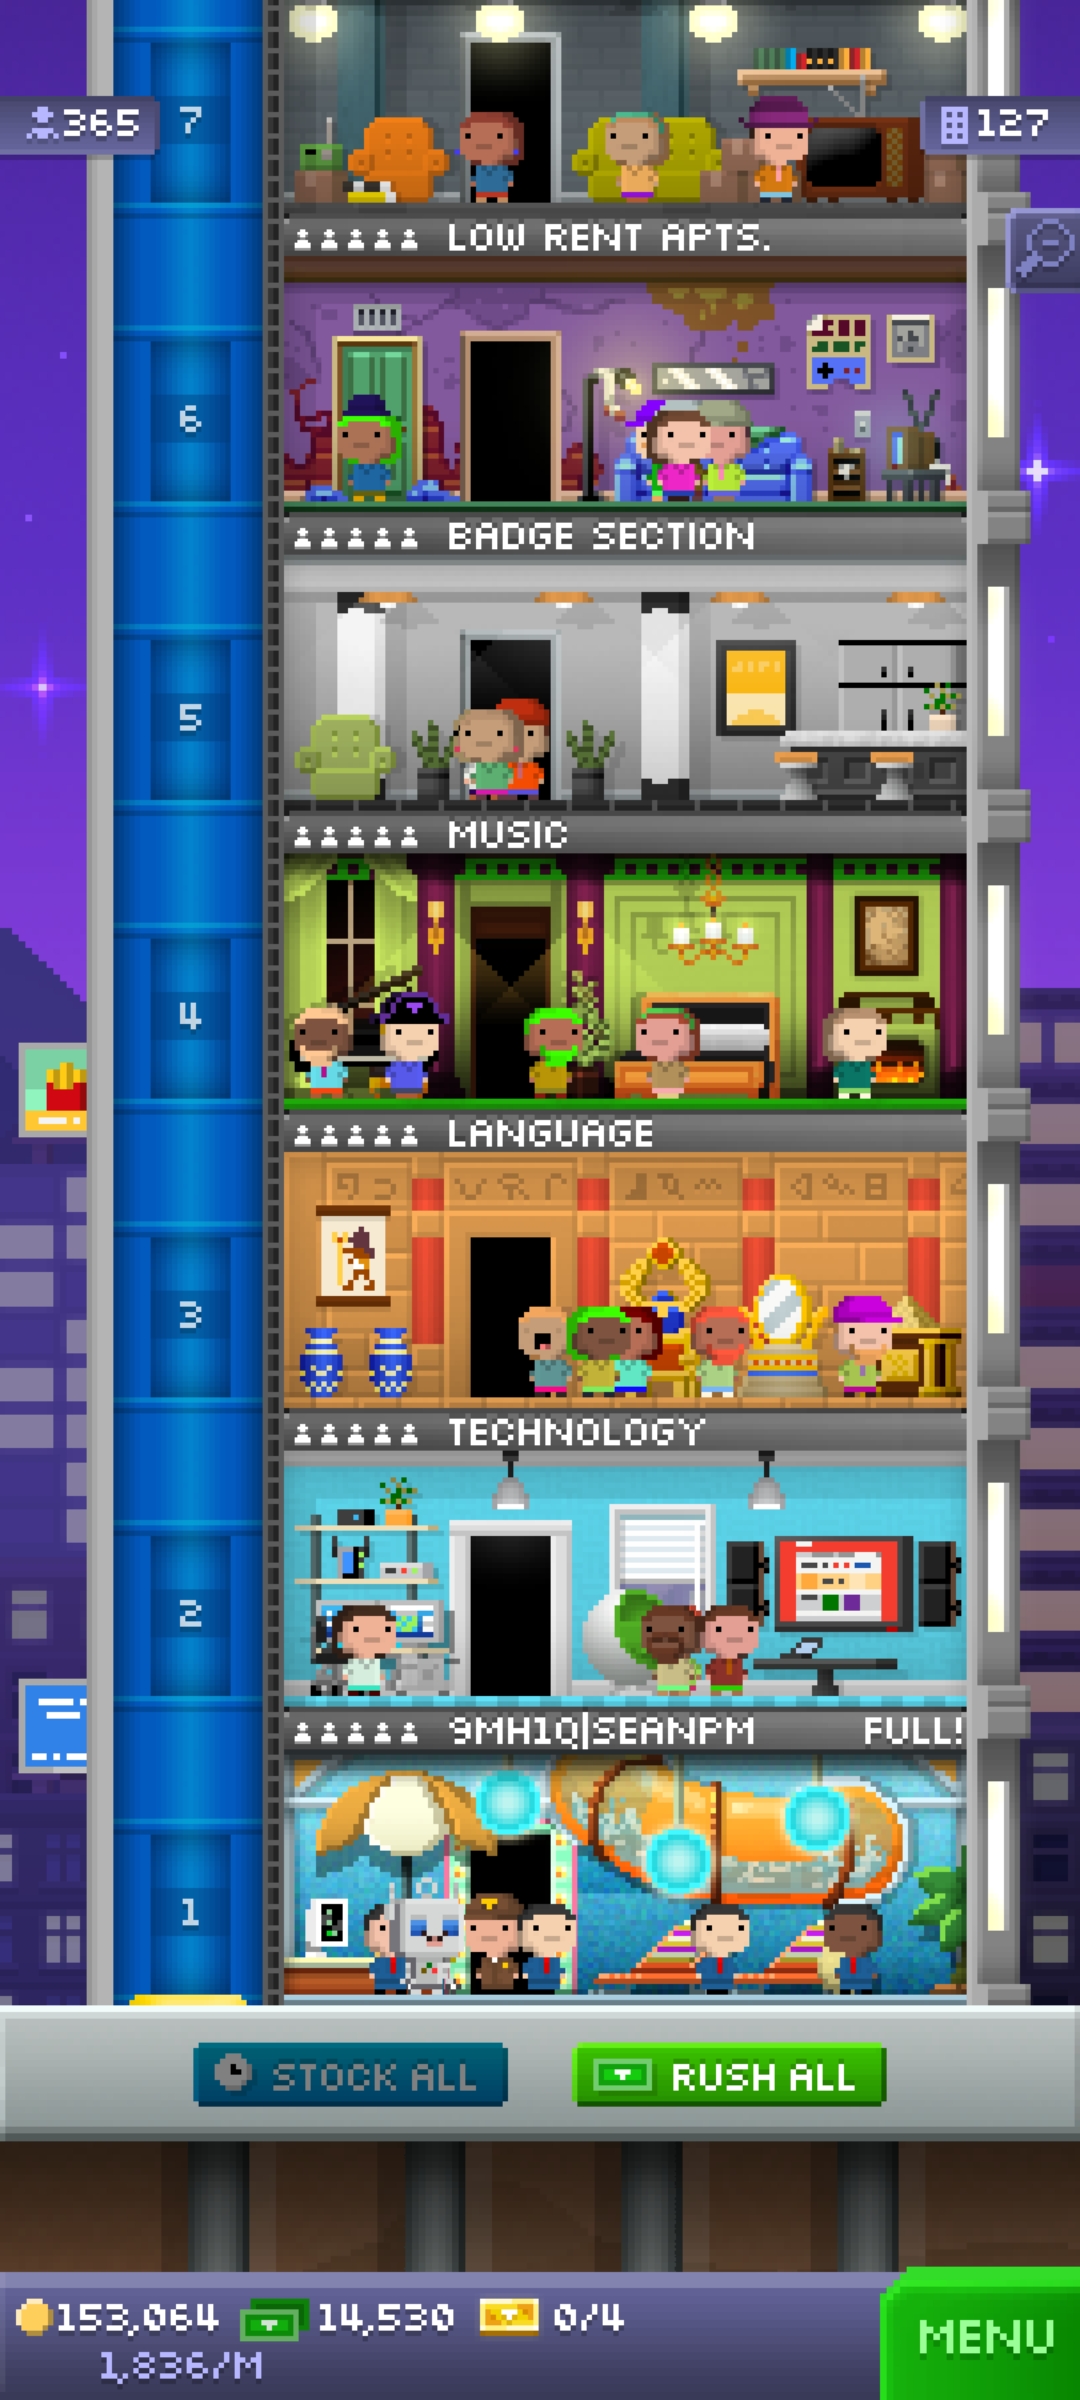 365
7
127
LOW RENT APTS.
6
BADGE SECTION
5
MUSIC
4
LANGUAGE
3
TECHNOLOGY
2
9MH1Q|SEANPM FULL!
1
STOCK ALL
RUSH ALL
153,064 14,530 0/4
1,836/M
MENU